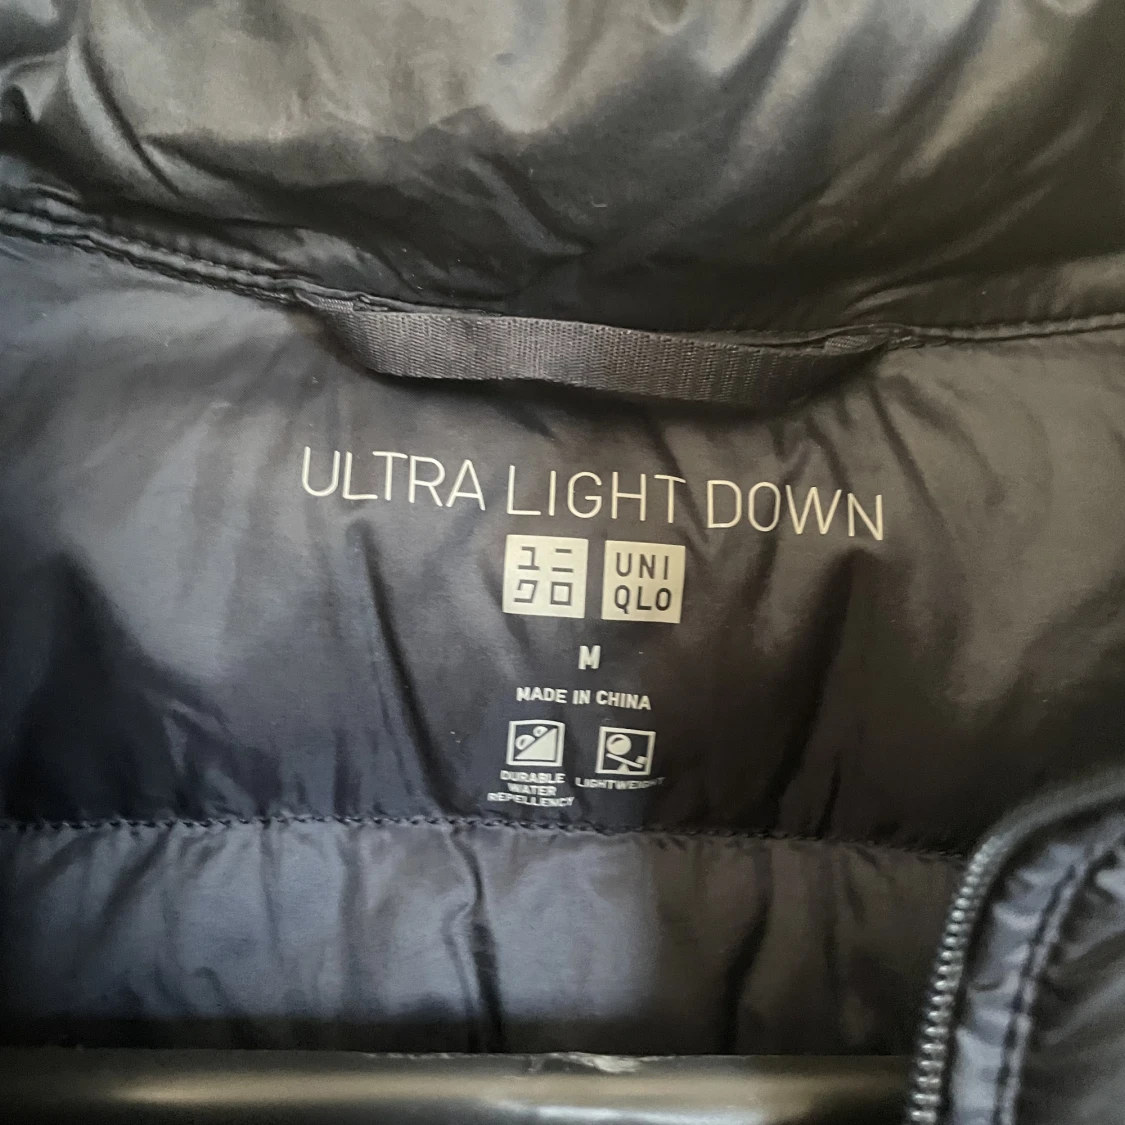 ULTRA LIGHT DOWN
ユニ
クロ
UNI
QLO
M
MADE IN CHINA
DURABLE
WATER
REPELLENCY
LIGHTWEIGHT